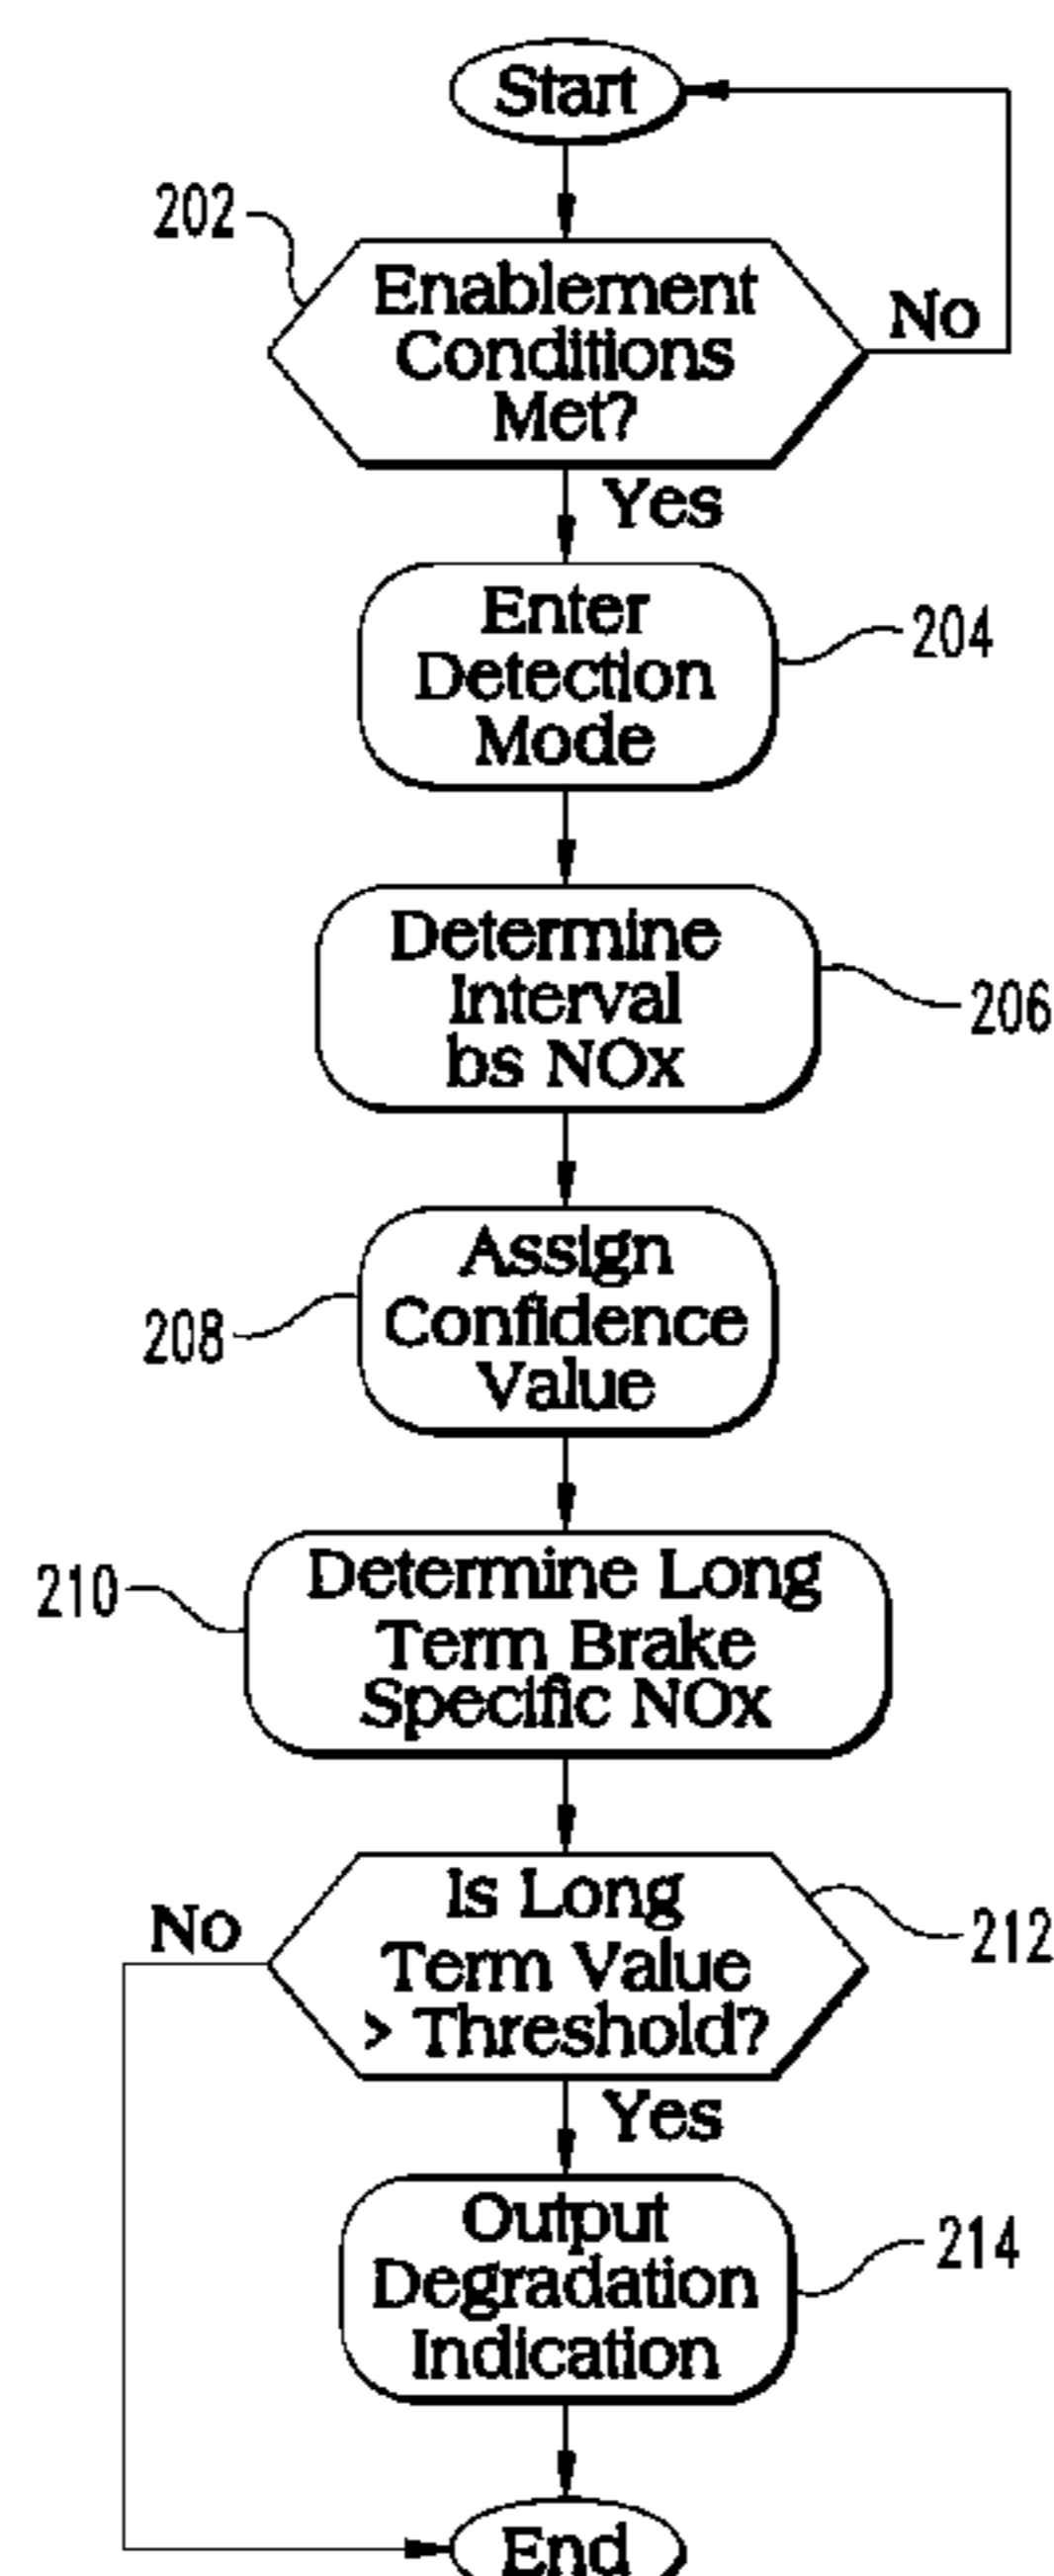 Start
202
Enablement
Conditions
Met?
No
Yes
Enter
Detection
Mode
204
Determine
Interval
bs NOx
206
Assign
Confidence
Value
208
210
Determine Long
Term Brake
Specific NOx
Is Long
Term Value
> Threshold?
No
212
Yes
Output
Degradation
Indication
214
End